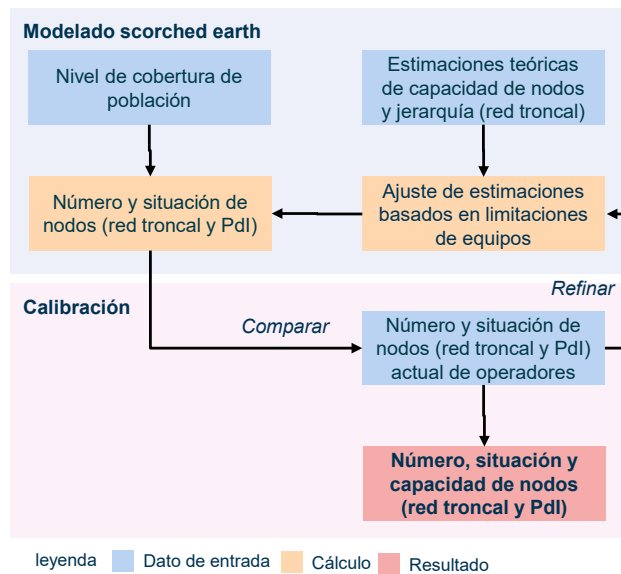 Modelado scorched earth
Nivel de cobertura de
población
Estimaciones teóricas
de capacidad de nodos
y jerarquía (red troncal)
Número y situación de
nodos (red troncal y PdI)
Ajuste de estimaciones
basados en limitaciones
de equipos
Refinar
Calibración
Comparar
Número y situación de
nodos (red troncal y PdI)
actual de operadores
Número, situación y
capacidad de nodos
(red troncal y PdI)
leyenda Dato de entrada Cálculo Resultado